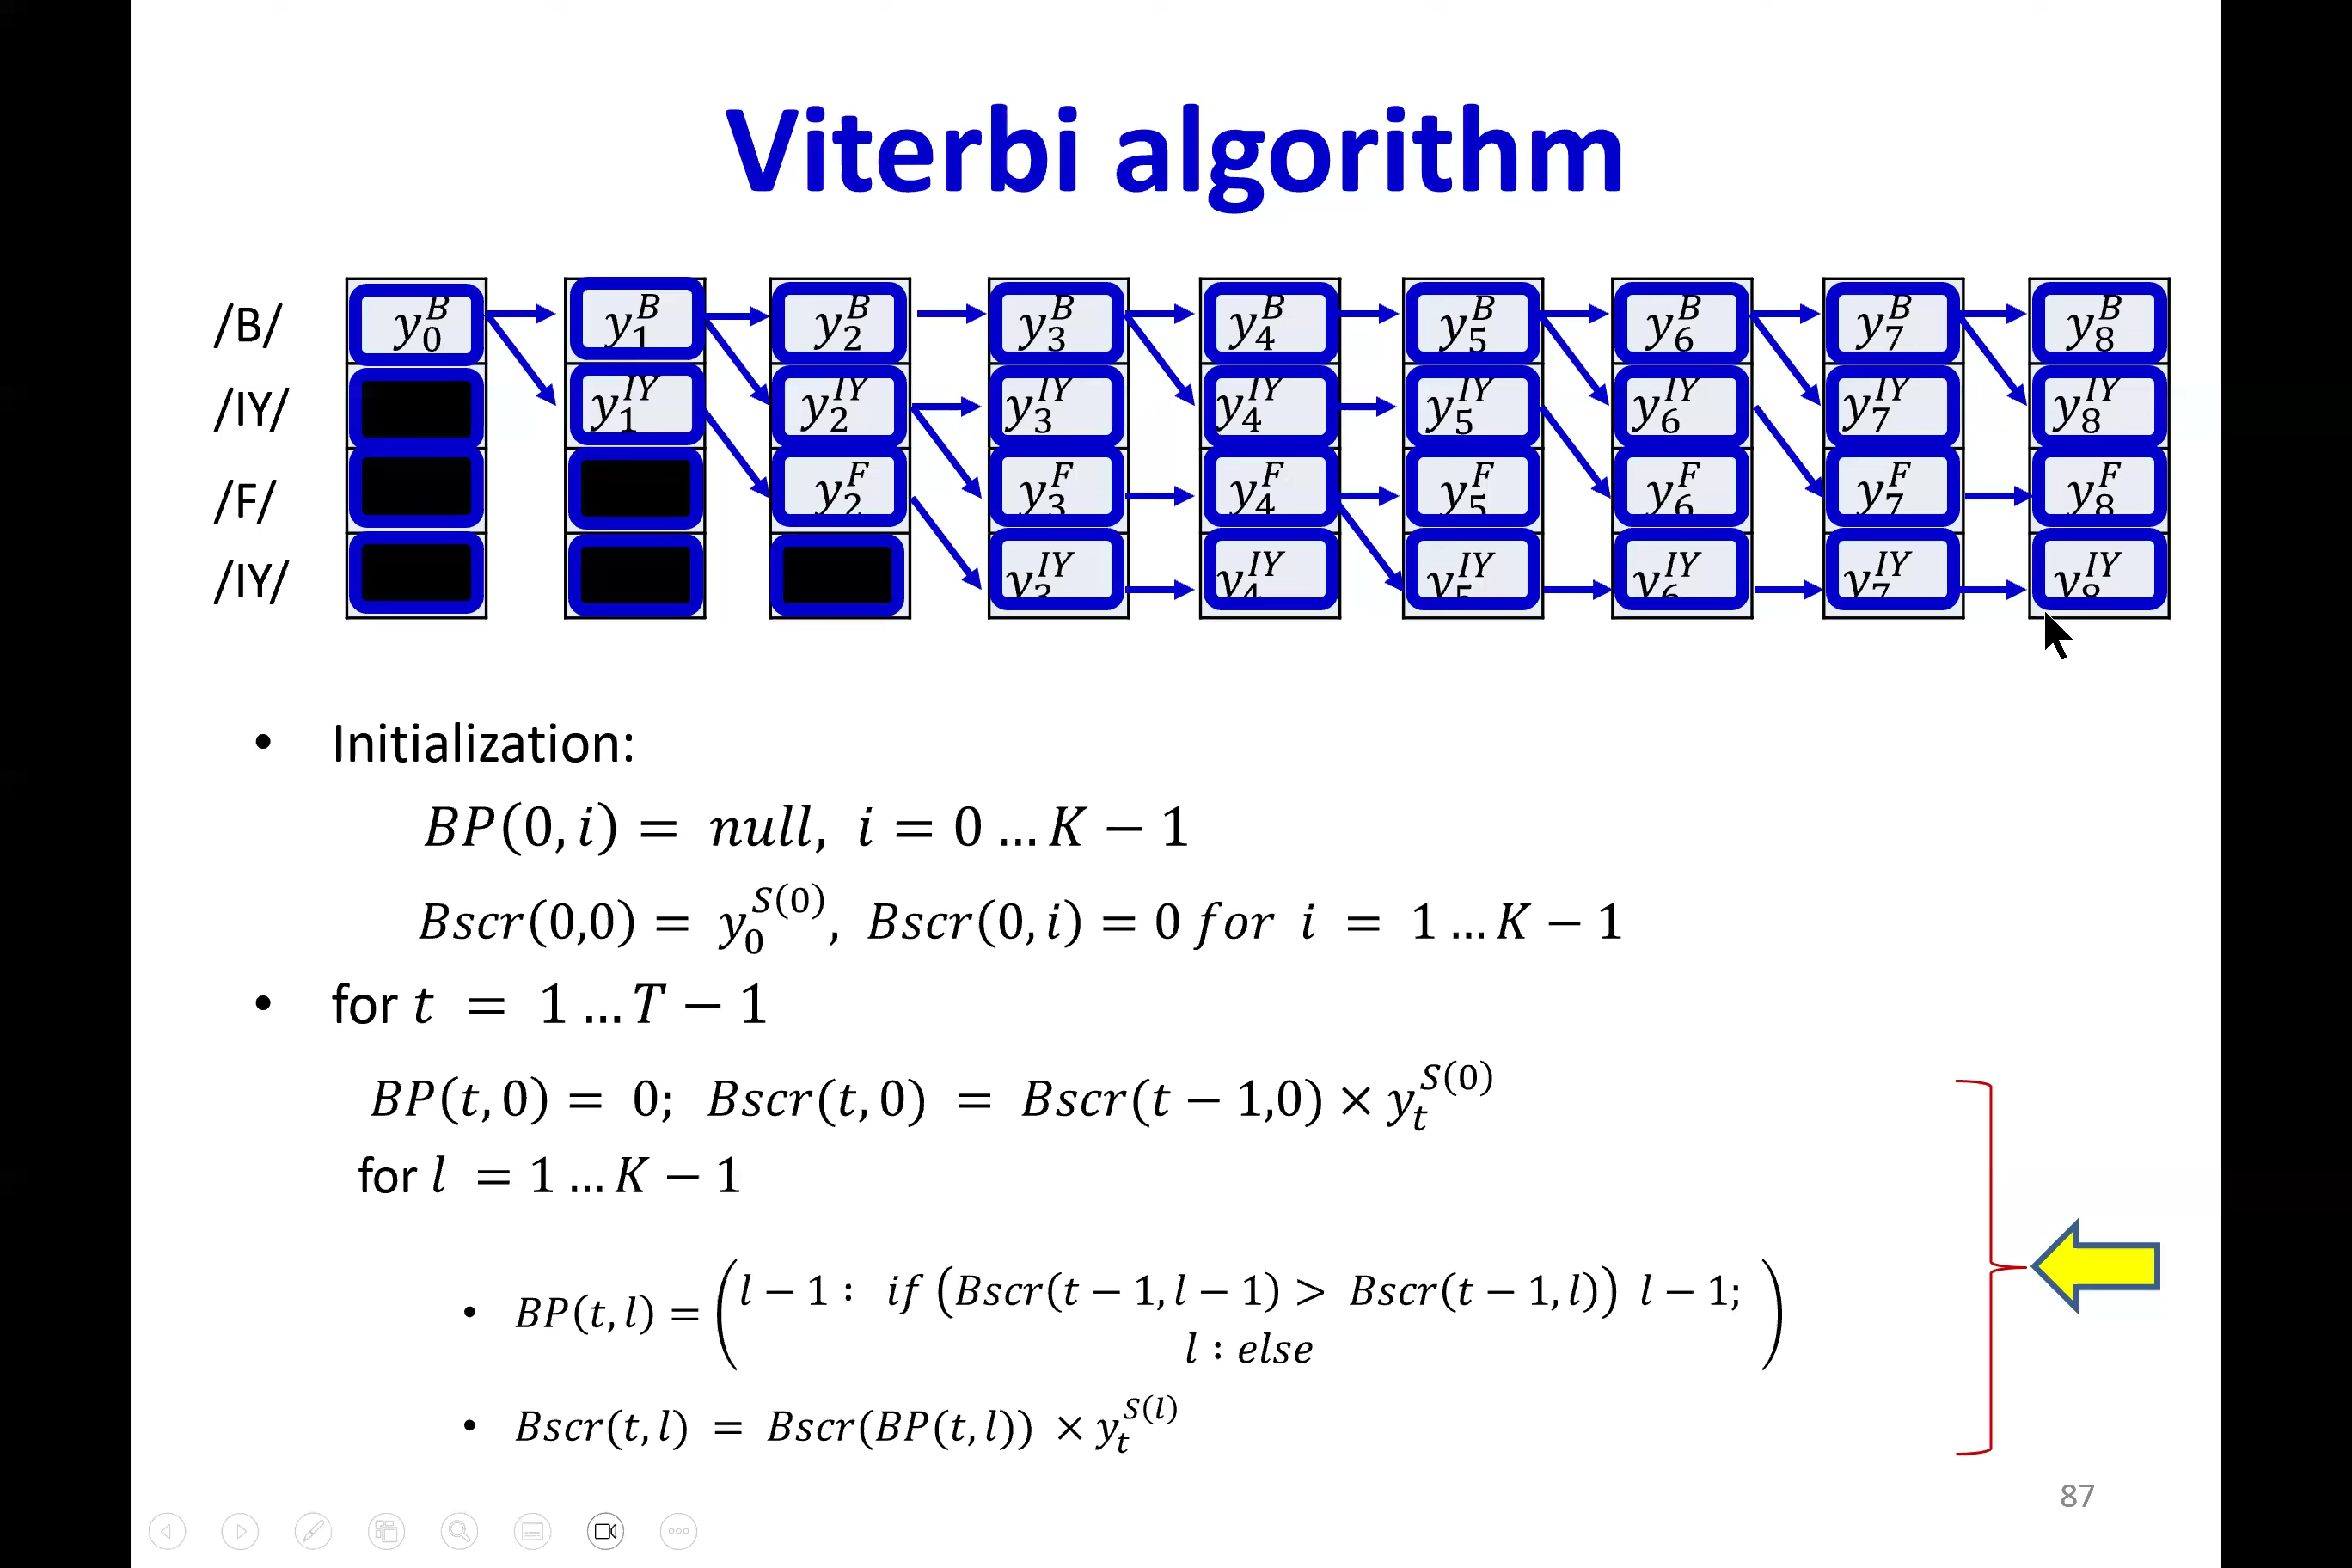 Viterbi algorithm
/B/ y_0^B y_1^B y_2^B y_3^B y_4^B y_5^B y_6^B y_7^B y_8^B
/IY/ y_1^{IY} y_2^{IY} y_3^{IY} y_4^{IY} y_5^{IY} y_6^{IY} y_7^{IY} y_8^{IY}
/F/ y_2^F y_3^F y_4^F y_5^F y_6^F y_7^F y_8^F
/IY/ y_3^{IY} y_4^{IY} y_5^{IY} y_6^{IY} y_7^{IY} y_8^{IY}
• Initialization:
BP(0,i) = null, i = 0 … K − 1
Bscr(0,0) = y_0^{S(0)}, Bscr(0,i) = 0 for i = 1 … K − 1
• for t = 1 … T − 1
BP(t,0) = 0; Bscr(t,0) = Bscr(t − 1,0) × y_t^{S(0)}
for l = 1 … K − 1
• BP(t,l) = (l − 1 : if (Bscr(t − 1,l − 1) > Bscr(t − 1,l)) l − 1;
l : else)
• Bscr(t,l) = Bscr(BP(t,l)) × y_t^{S(l)}
87